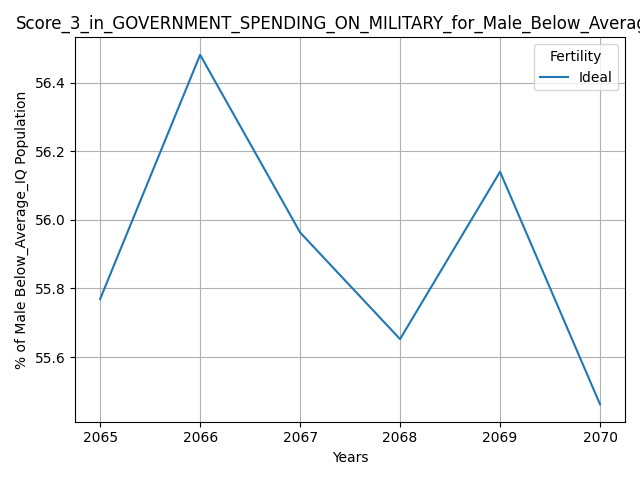 Score_3_in_GOVERNMENT_SPENDING_ON_MILITARY_for_Male_Below_Averag
Fertility
Ideal
% of Male Below_Average_IQ Population
56.4
56.2
56.0
55.8
55.6
2065 2066 2067 2068 2069 2070
Years